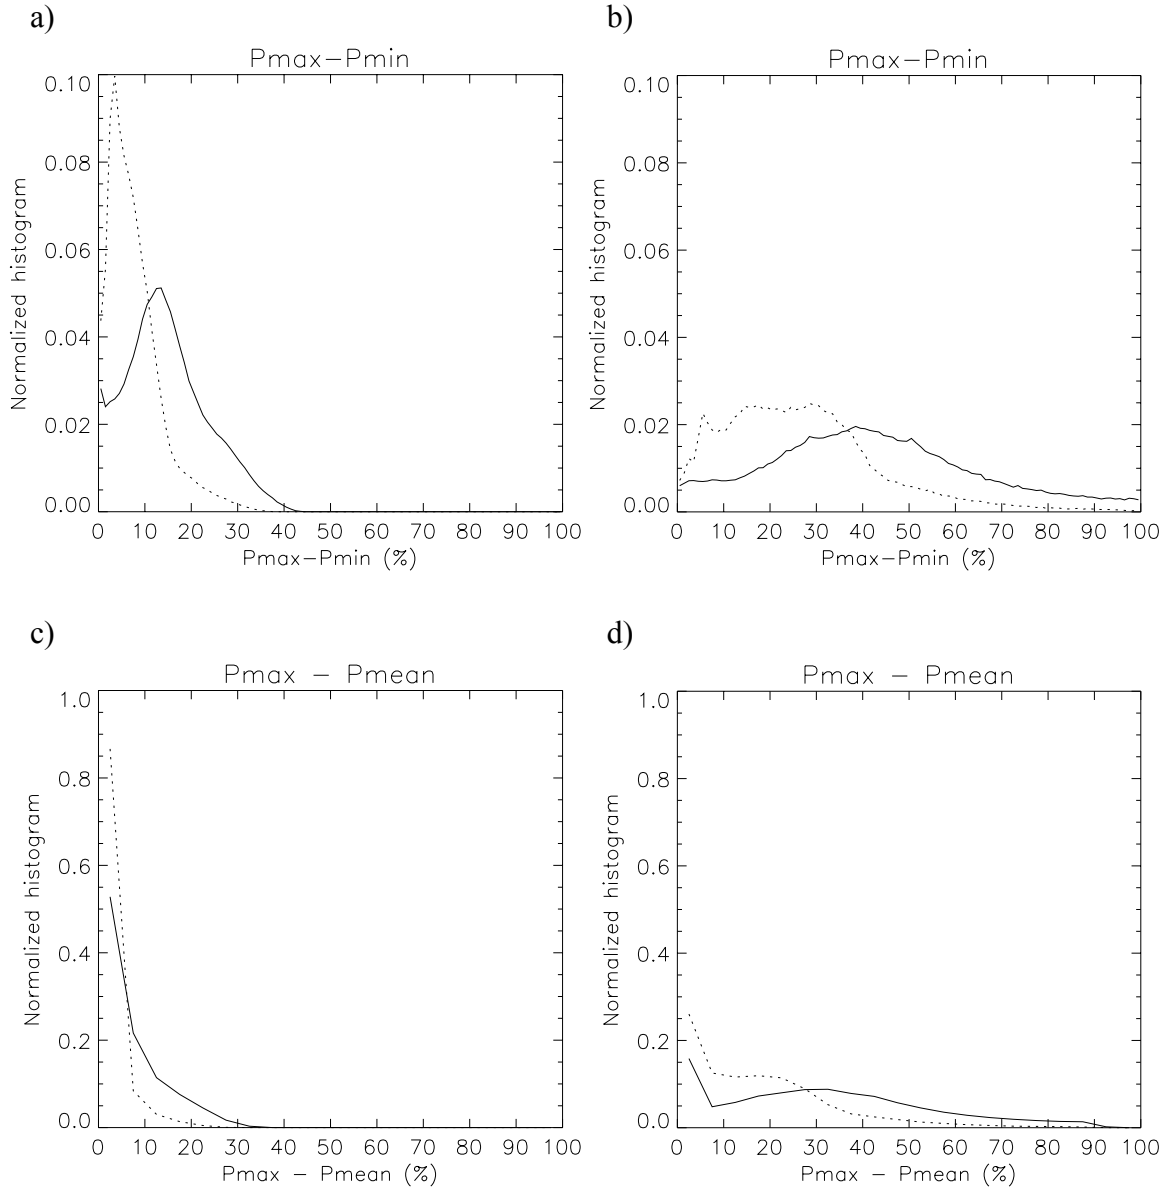 a)
Pmax−Pmin
0.10
0.08
0.06
0.04
0.02
0.00
Normalized histogram
0 10 20 30 40 50 60 70 80 90 100
Pmax−Pmin (%)
b)
Pmax−Pmin
0.10
0.08
0.06
0.04
0.02
0.00
Normalized histogram
0 10 20 30 40 50 60 70 80 90 100
Pmax−Pmin (%)
c)
Pmax − Pmean
1.0
0.8
0.6
0.4
0.2
0.0
Normalized histogram
0 10 20 30 40 50 60 70 80 90 100
Pmax − Pmean (%)
d)
Pmax − Pmean
1.0
0.8
0.6
0.4
0.2
0.0
Normalized histogram
0 10 20 30 40 50 60 70 80 90 100
Pmax − Pmean (%)